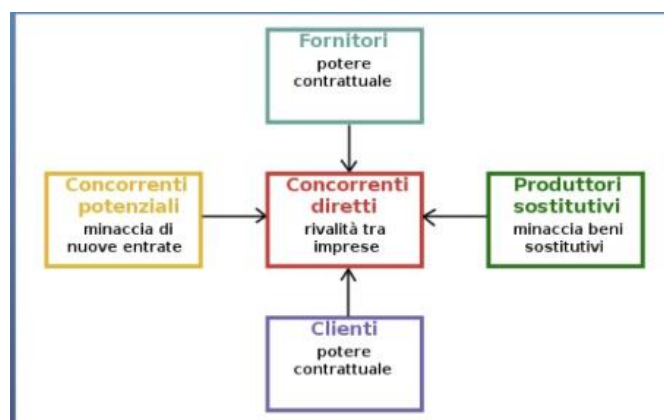 Fornitori
potere
contrattuale
Concorrenti
potenziali
minaccia di
nuove entrate
Concorrenti
diretti
rivalità tra
imprese
Produttori
sostitutivi
minaccia beni
sostitutivi
Clienti
potere
contrattuale